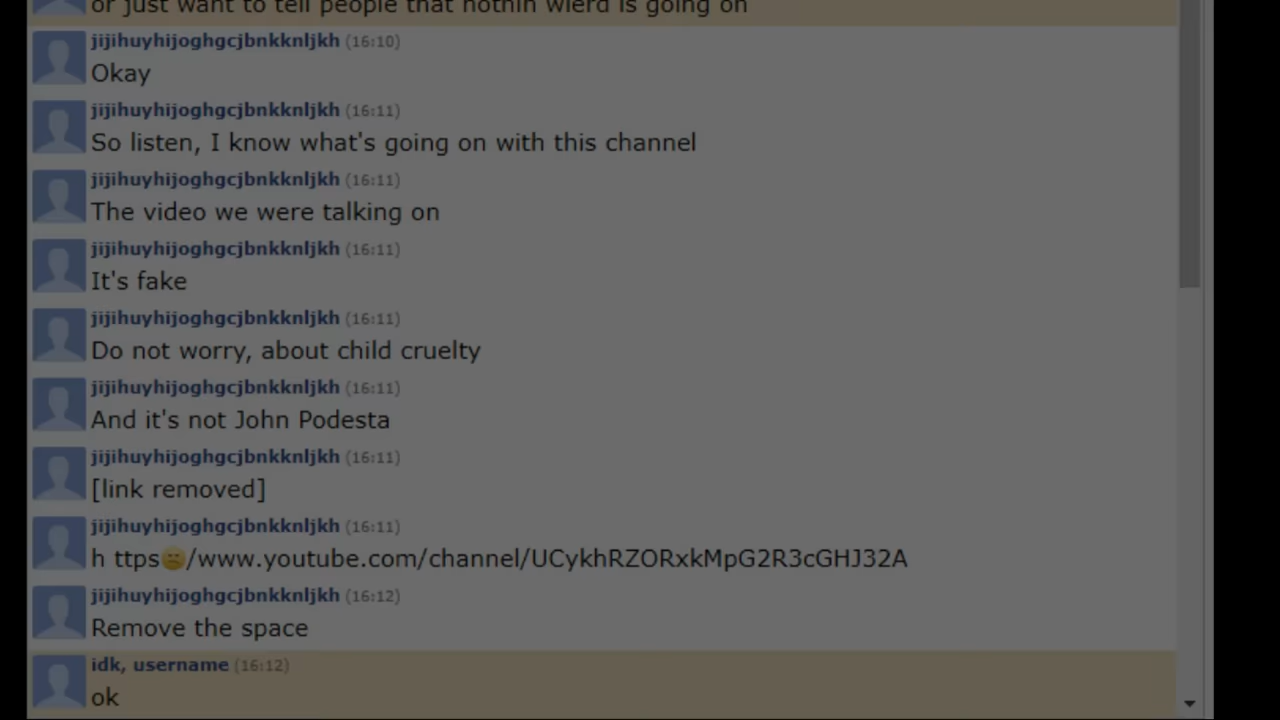 or just want to tell people that nothin wierd is going on
jijihuyhijoghgcjbnkknljkh (16:10)
Okay
jijihuyhijoghgcjbnkknljkh (16:11)
So listen, I know what's going on with this channel
jijihuyhijoghgcjbnkknljkh (16:11)
The video we were talking on
jijihuyhijoghgcjbnkknljkh (16:11)
It's fake
jijihuyhijoghgcjbnkknljkh (16:11)
Do not worry, about child cruelty
jijihuyhijoghgcjbnkknljkh (16:11)
And it's not John Podesta
jijihuyhijoghgcjbnkknljkh (16:11)
[link removed]
jijihuyhijoghgcjbnkknljkh (16:11)
h ttps😕/www.youtube.com/channel/UCykhRZORxkMpG2R3cGHJ32A
jijihuyhijoghgcjbnkknljkh (16:12)
Remove the space
idk, username (16:12)
ok